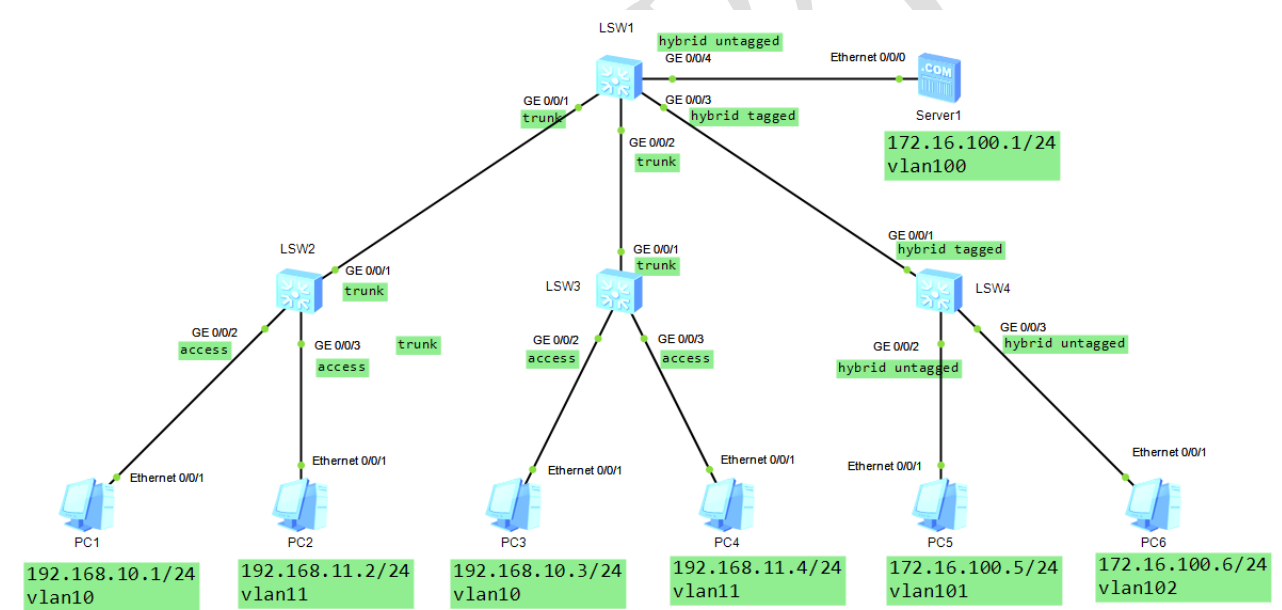 LSW1
hybrid untagged
GE 0/0/4
Ethernet 0/0/0
.COM
GE 0/0/1
trunk
GE 0/0/3
hybrid tagged
Server1
GE 0/0/2
trunk
172.16.100.1/24
vlan100
LSW2
GE 0/0/1
trunk
GE 0/0/1
trunk
LSW3
GE 0/0/1
hybrid tagged
LSW4
GE 0/0/2
access
GE 0/0/3
access
trunk
GE 0/0/2
access
GE 0/0/3
access
GE 0/0/2
hybrid untagged
GE 0/0/3
hybrid untagged
Ethernet 0/0/1
Ethernet 0/0/1
Ethernet 0/0/1
Ethernet 0/0/1
Ethernet 0/0/1
Ethernet 0/0/1
PC1
PC2
PC3
PC4
PC5
PC6
192.168.10.1/24
vlan10
192.168.11.2/24
vlan11
192.168.10.3/24
vlan10
192.168.11.4/24
vlan11
172.16.100.5/24
vlan101
172.16.100.6/24
vlan102